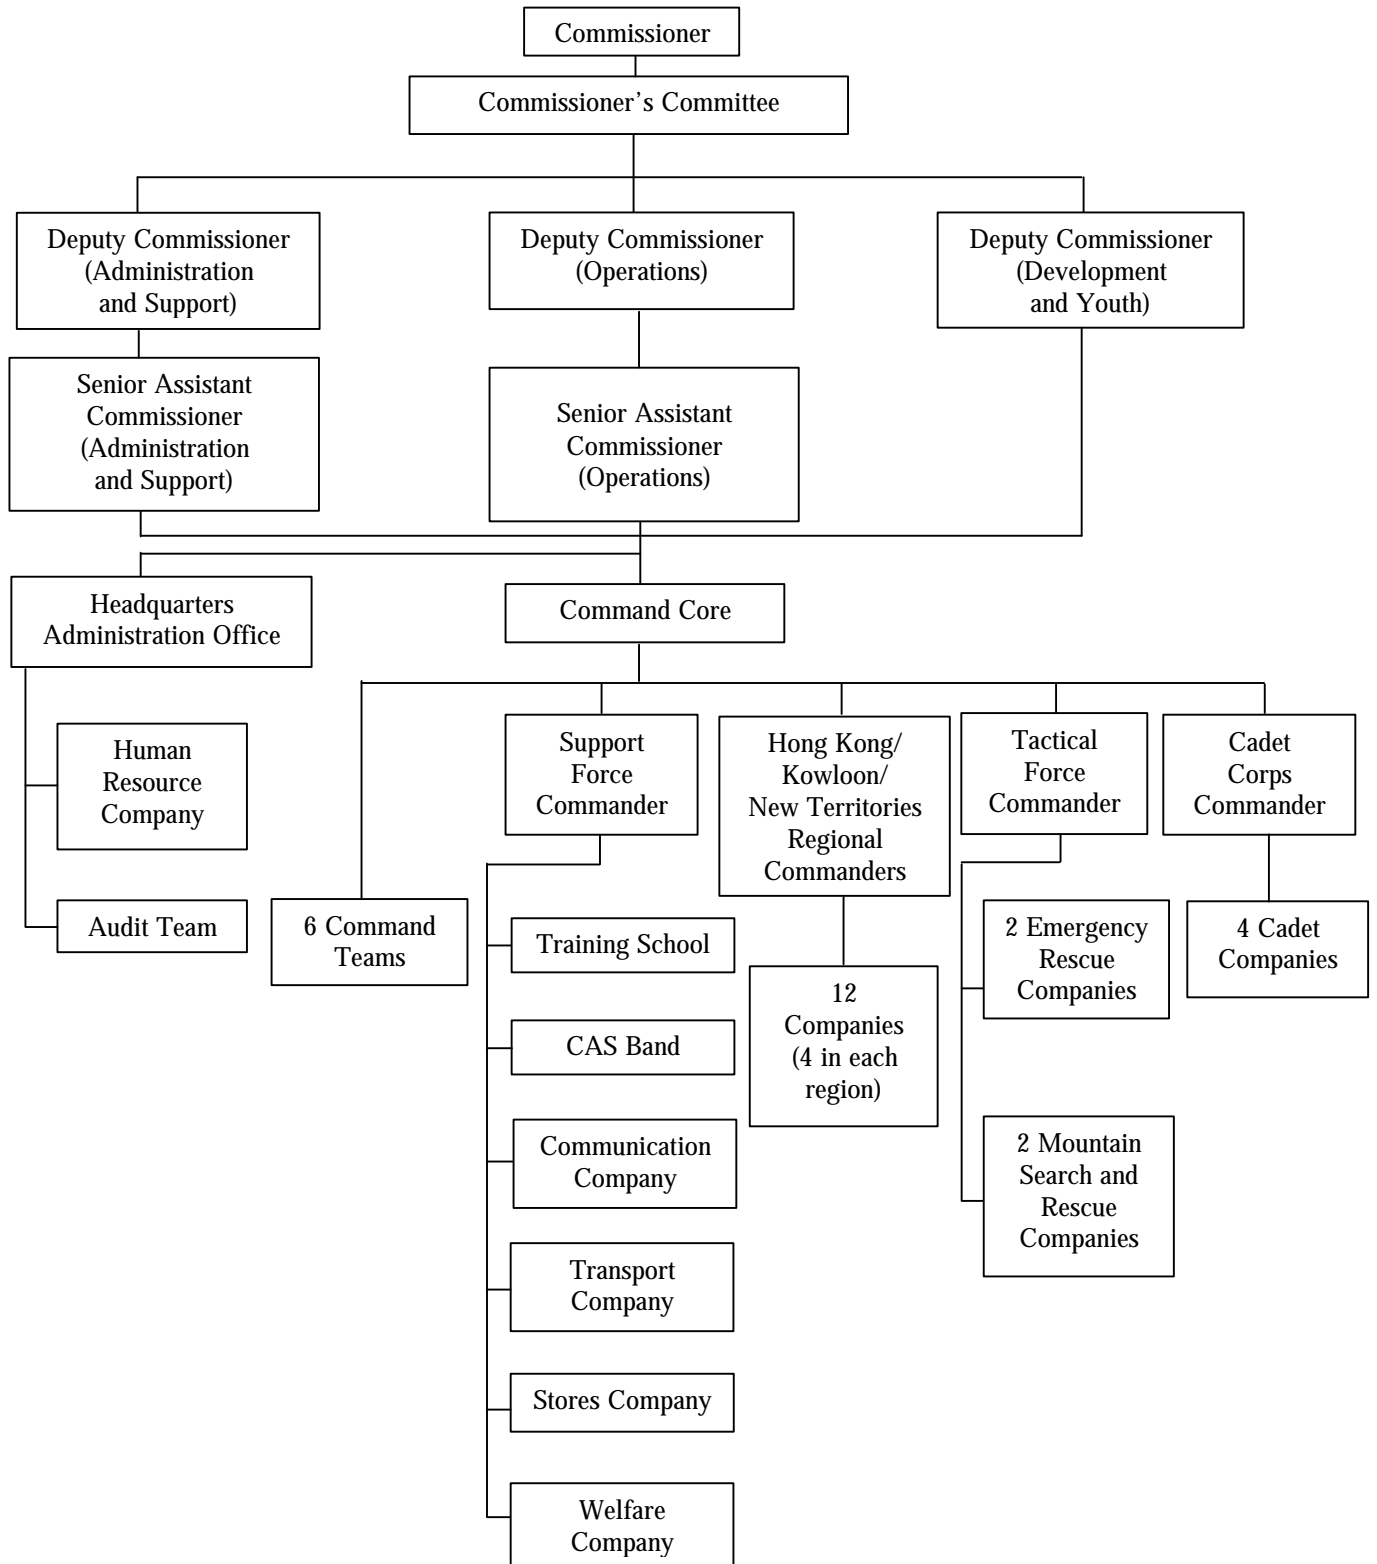 Commissioner
Commissioner’s Committee
Deputy Commissioner
(Administration
and Support)
Deputy Commissioner
(Operations)
Deputy Commissioner
(Development
and Youth)
Senior Assistant
Commissioner
(Administration
and Support)
Senior Assistant
Commissioner
(Operations)
Headquarters
Administration Office
Command Core
Human
Resource
Company
Audit Team
6 Command
Teams
Support
Force
Commander
Training School
CAS Band
Communication
Company
Transport
Company
Stores Company
Welfare
Company
Hong Kong/
Kowloon/
New Territories
Regional
Commanders
12
Companies
(4 in each
region)
Tactical
Force
Commander
2 Emergency
Rescue
Companies
2 Mountain
Search and
Rescue
Companies
Cadet
Corps
Commander
4 Cadet
Companies